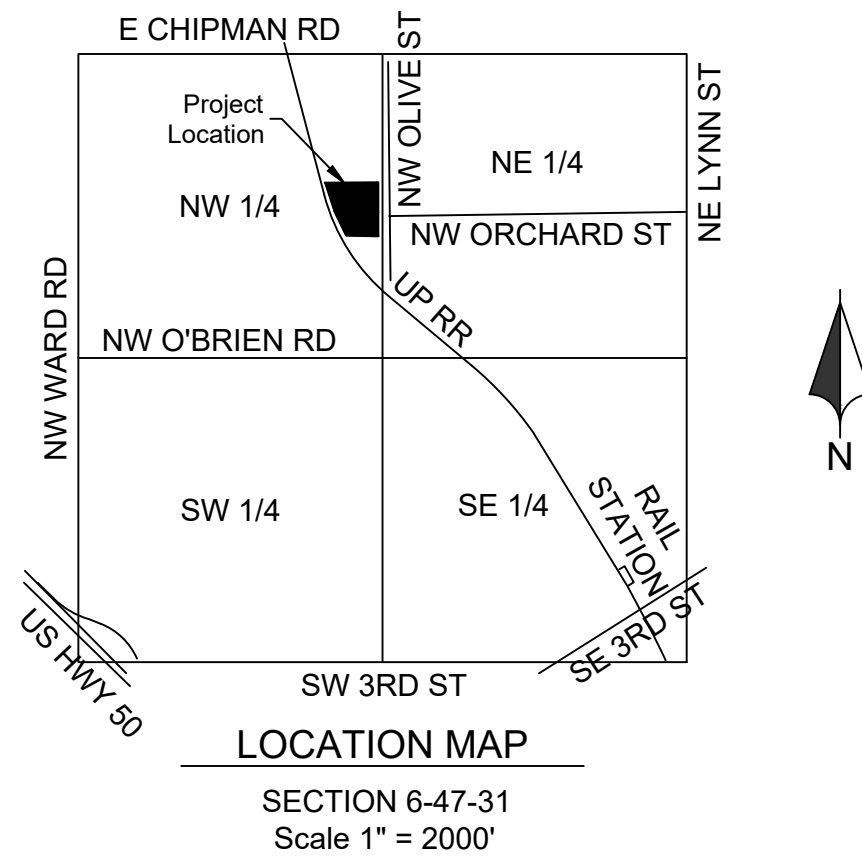 E CHIPMAN RD
NW OLIVE ST
NE LYNN ST
Project
Location
NE 1/4
NW 1/4
NW ORCHARD ST
NW WARD RD
UP RR
NW O'BRIEN RD
N
SW 1/4
SE 1/4
RAIL
STATION
US HWY 50
SE 3RD ST
SW 3RD ST
LOCATION MAP
SECTION 6-47-31
Scale 1" = 2000'